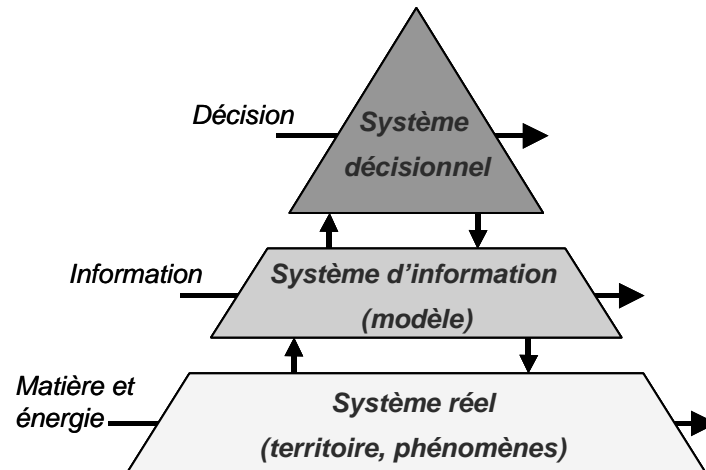 Décision
Système
décisionnel
Information
Système d'information
(modèle)
Matière et
énergie
Système réel
(territoire, phénomènes)